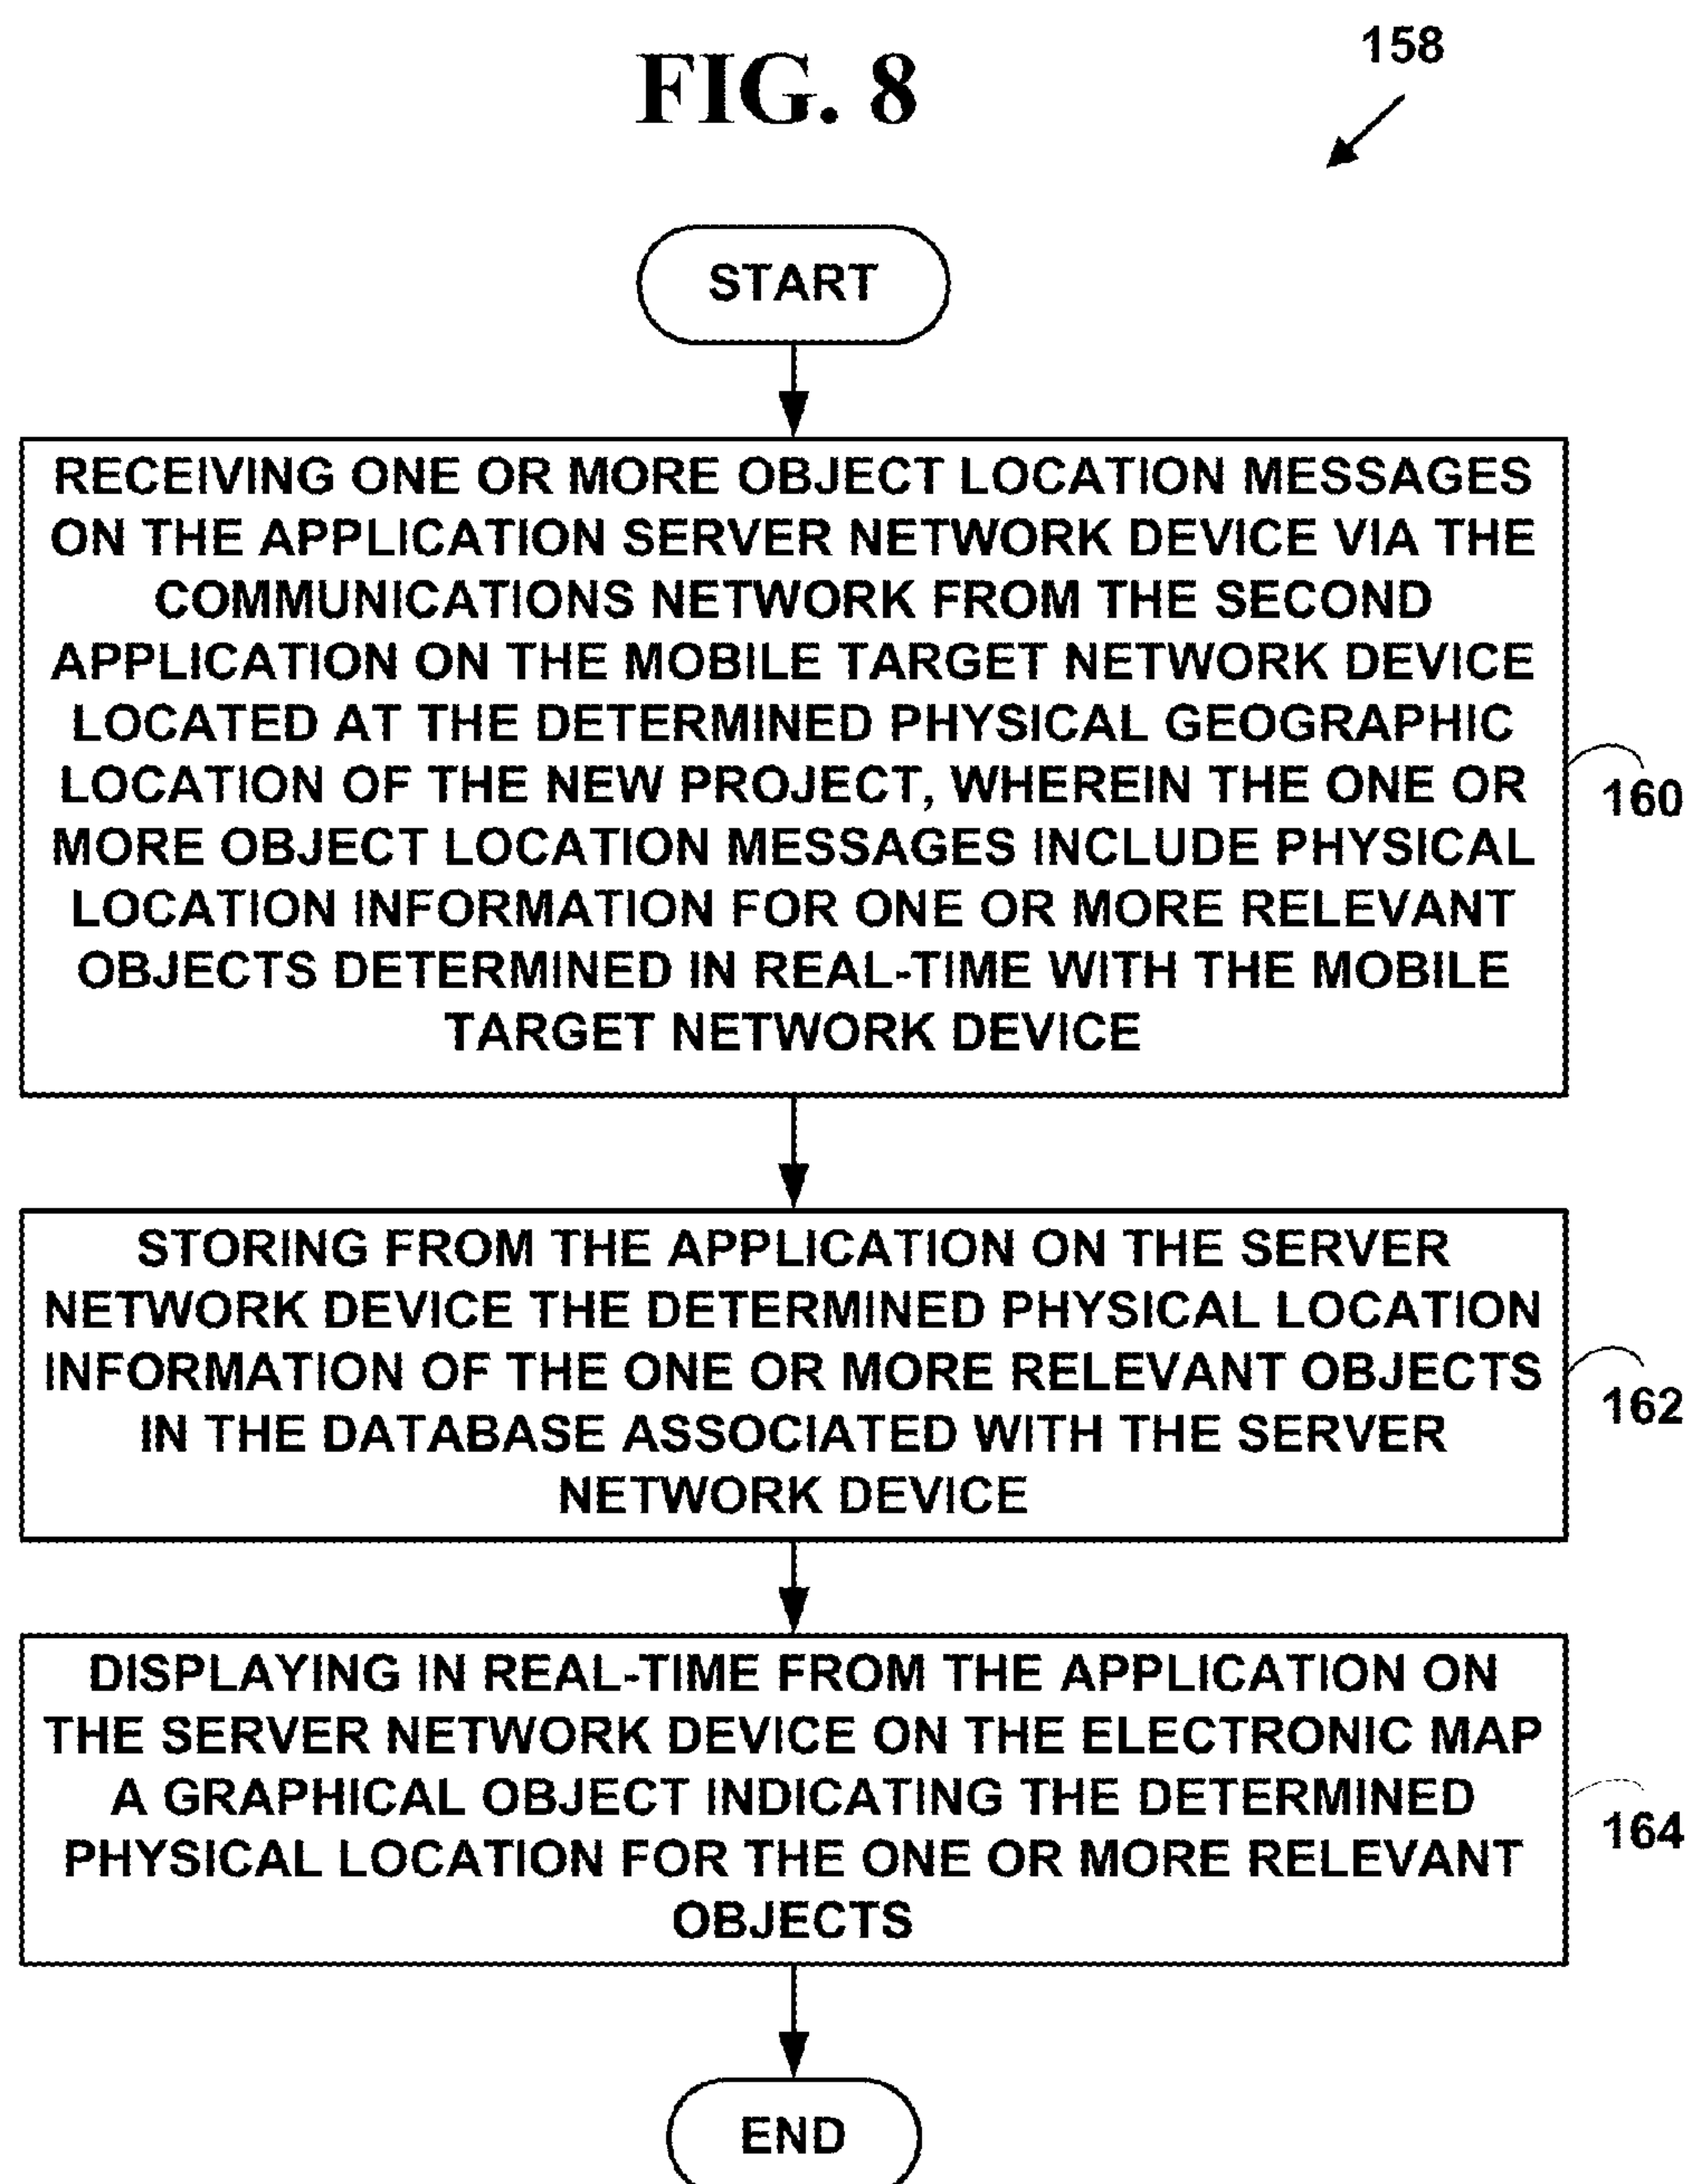 FIG. 8
158
START
RECEIVING ONE OR MORE OBJECT LOCATION MESSAGES
ON THE APPLICATION SERVER NETWORK DEVICE VIA THE
COMMUNICATIONS NETWORK FROM THE SECOND
APPLICATION ON THE MOBILE TARGET NETWORK DEVICE
LOCATED AT THE DETERMINED PHYSICAL GEOGRAPHIC
LOCATION OF THE NEW PROJECT, WHEREIN THE ONE OR
MORE OBJECT LOCATION MESSAGES INCLUDE PHYSICAL
LOCATION INFORMATION FOR ONE OR MORE RELEVANT
OBJECTS DETERMINED IN REAL-TIME WITH THE MOBILE
TARGET NETWORK DEVICE
160
STORING FROM THE APPLICATION ON THE SERVER
NETWORK DEVICE THE DETERMINED PHYSICAL LOCATION
INFORMATION OF THE ONE OR MORE RELEVANT OBJECTS
IN THE DATABASE ASSOCIATED WITH THE SERVER
NETWORK DEVICE
162
DISPLAYING IN REAL-TIME FROM THE APPLICATION ON
THE SERVER NETWORK DEVICE ON THE ELECTRONIC MAP
A GRAPHICAL OBJECT INDICATING THE DETERMINED
PHYSICAL LOCATION FOR THE ONE OR MORE RELEVANT
OBJECTS
164
END